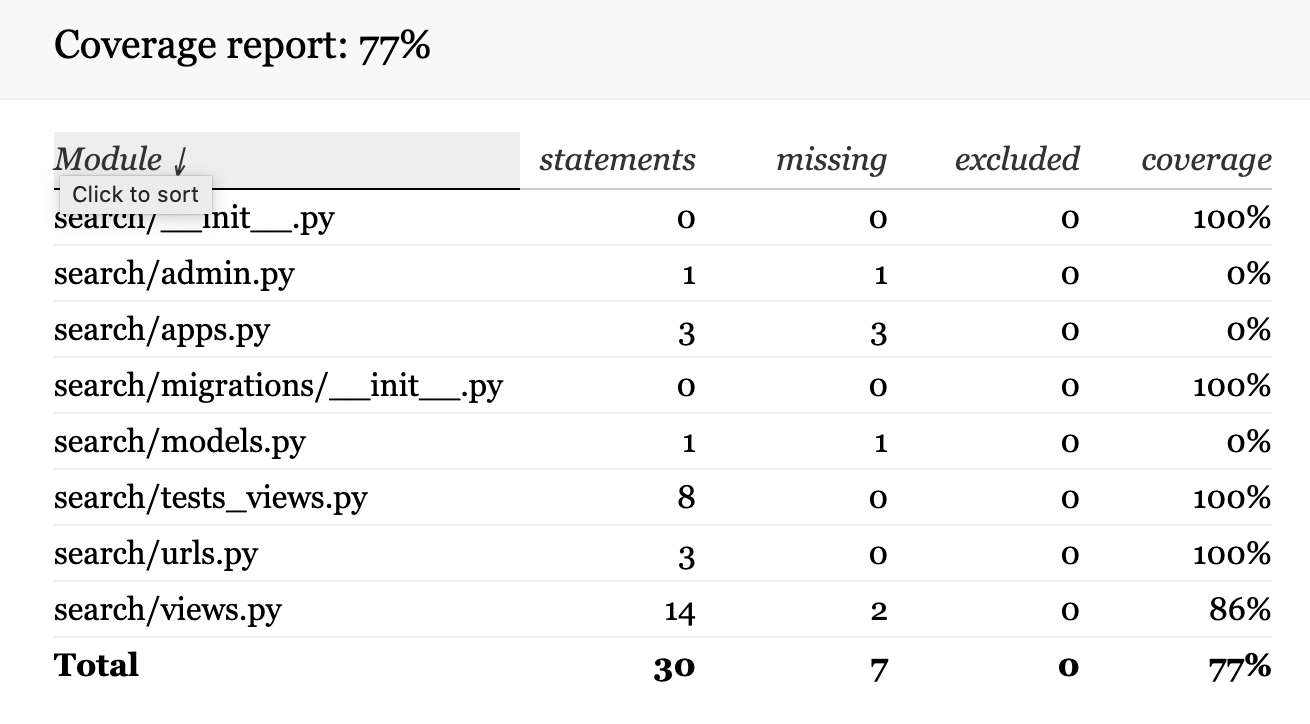 Coverage report: 77%
Module ↓ statements missing excluded coverage
Click to sort
search/__init__.py 0 0 0 100%
search/admin.py 1 1 0 0%
search/apps.py 3 3 0 0%
search/migrations/__init__.py 0 0 0 100%
search/models.py 1 1 0 0%
search/tests_views.py 8 0 0 100%
search/urls.py 3 0 0 100%
search/views.py 14 2 0 86%
Total 30 7 0 77%